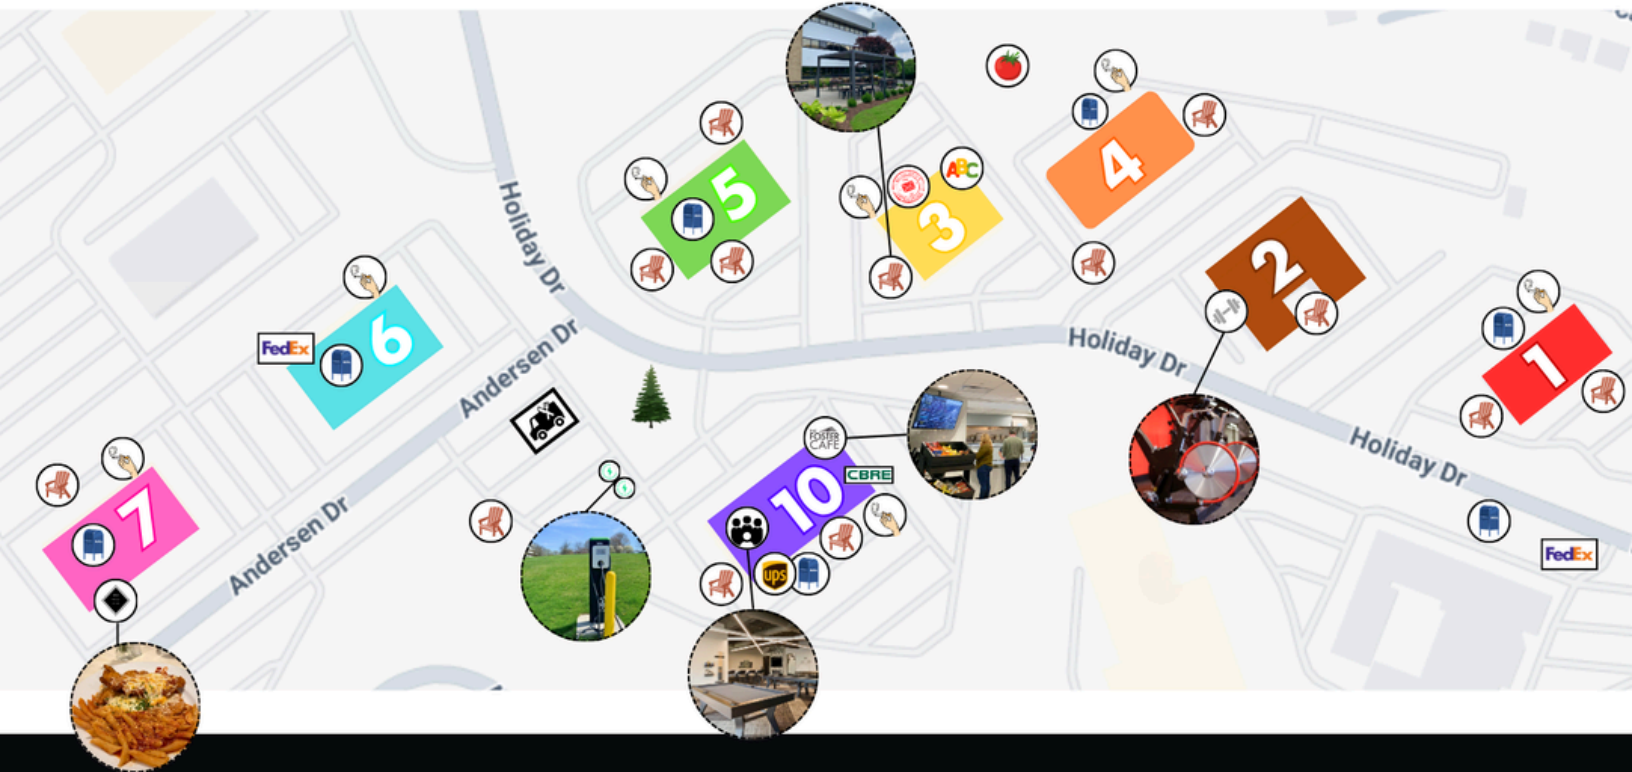 Holiday Dr
Andersen Dr
Holiday Dr
Holiday Dr
Andersen Dr
5
3
ABC
4
2
1
6
FedEx
7
10
FOSTER
CAFE
CBRE
ups
FedEx